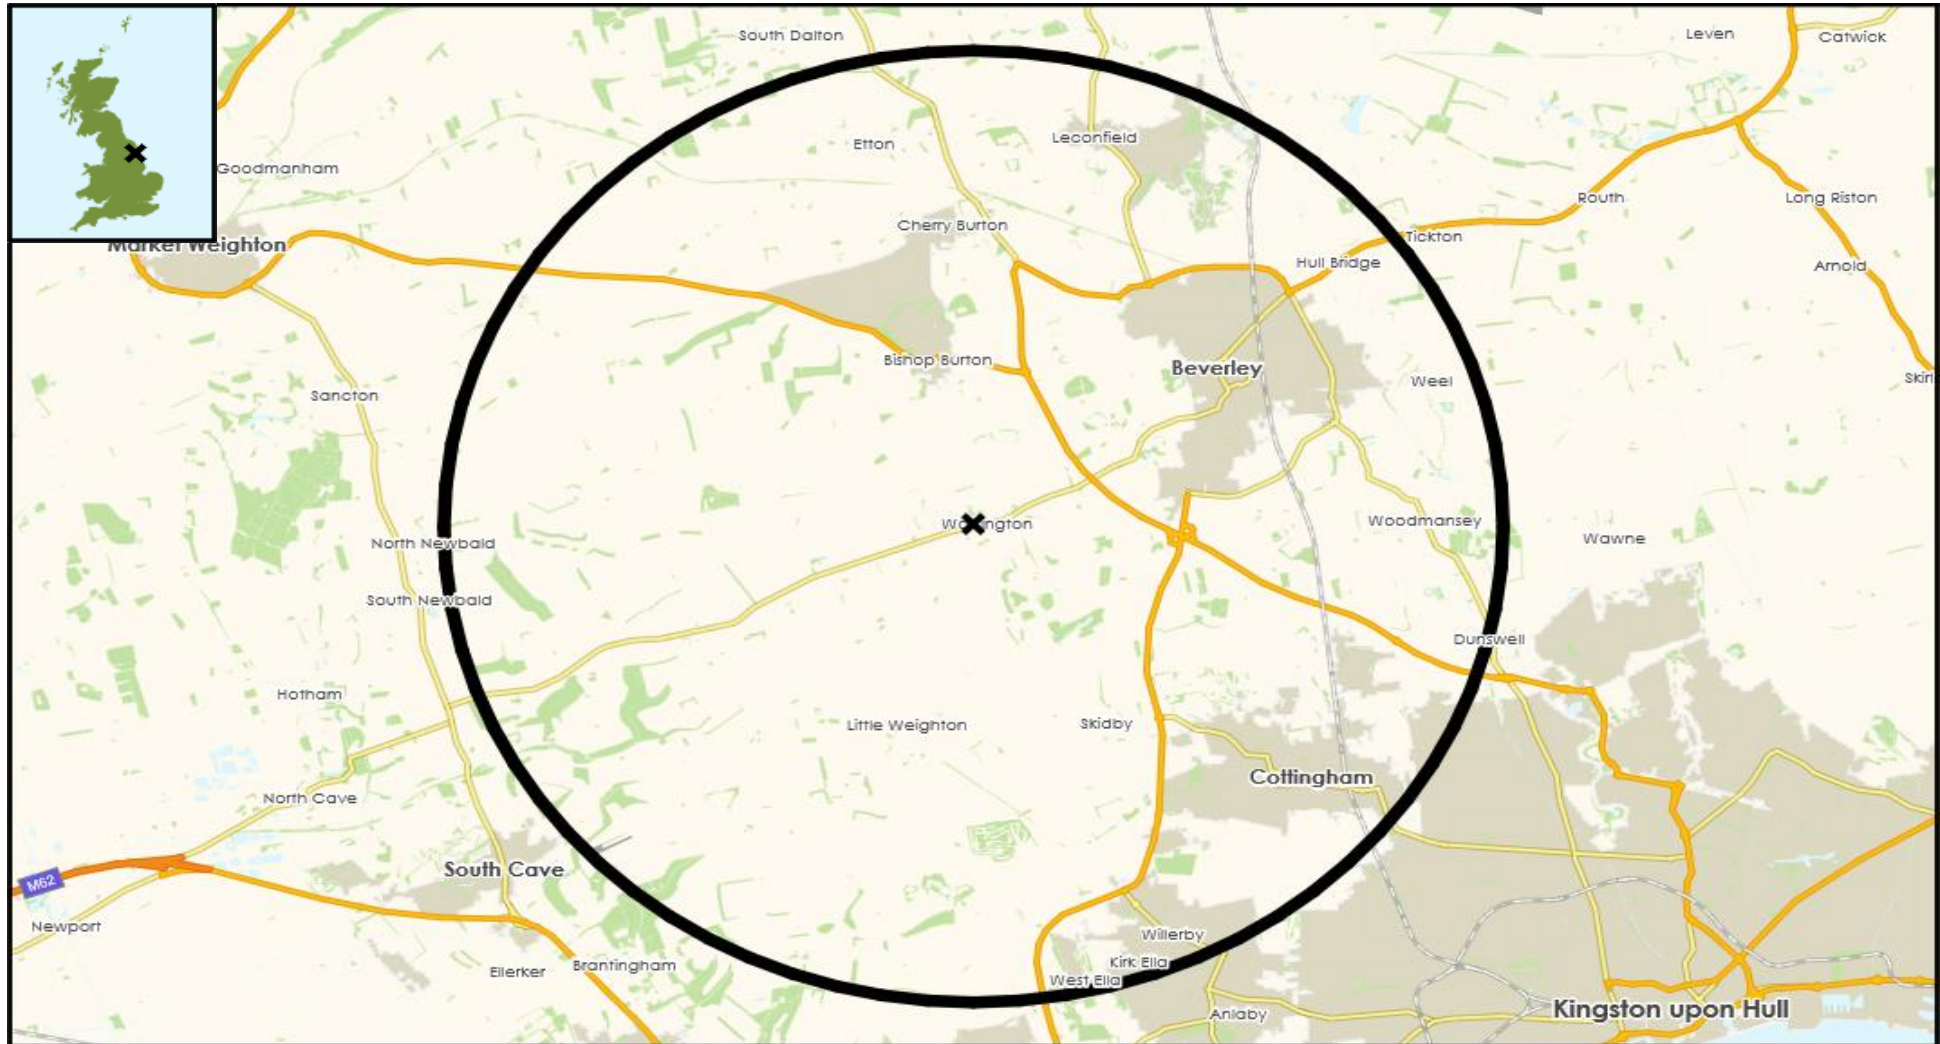 South Dalton
Leven
Catwick
Etton
Leconfield
Goodmanham
Routh
Long Riston
Cherry Burton
Tickton
Market Weighton
Hull Bridge
Arnold
Bishop Burton
Beverley
Weel
Skirl
Sancton
Woodmansey
Wawne
North Newbald
South Newbald
Dunswell
Hotham
Little Weighton
Skidby
Cottingham
North Cave
South Cave
M62
Newport
Willerby
Kirk Ella
Ellerker
Brantingham
West Ella
Kingston upon Hull
Anlaby